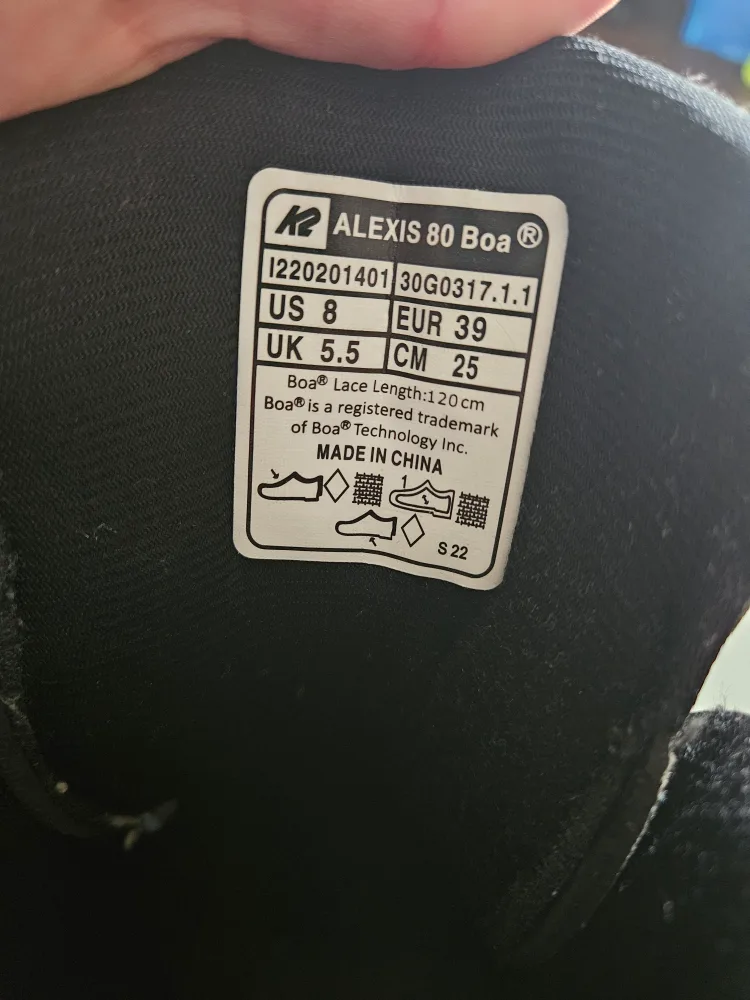 K2 ALEXIS 80 Boa®
I220201401 30G0317.1.1
US 8 EUR 39
UK 5.5 CM 25
Boa® Lace Length:120cm
Boa® is a registered trademark
of Boa® Technology Inc.
MADE IN CHINA
1
S 22